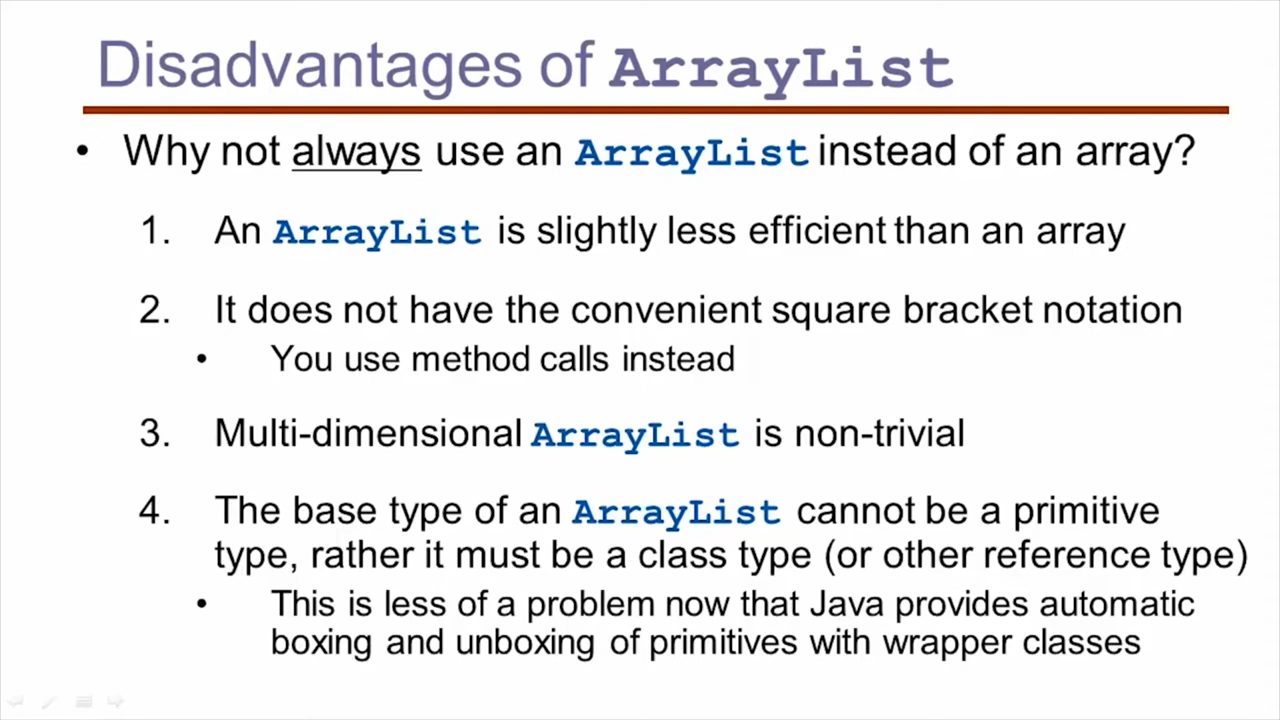 Disadvantages of ArrayList
• Why not always use an ArrayList instead of an array?
1. An ArrayList is slightly less efficient than an array
2. It does not have the convenient square bracket notation
• You use method calls instead
3. Multi-dimensional ArrayList is non-trivial
4. The base type of an ArrayList cannot be a primitive
type, rather it must be a class type (or other reference type)
• This is less of a problem now that Java provides automatic
boxing and unboxing of primitives with wrapper classes